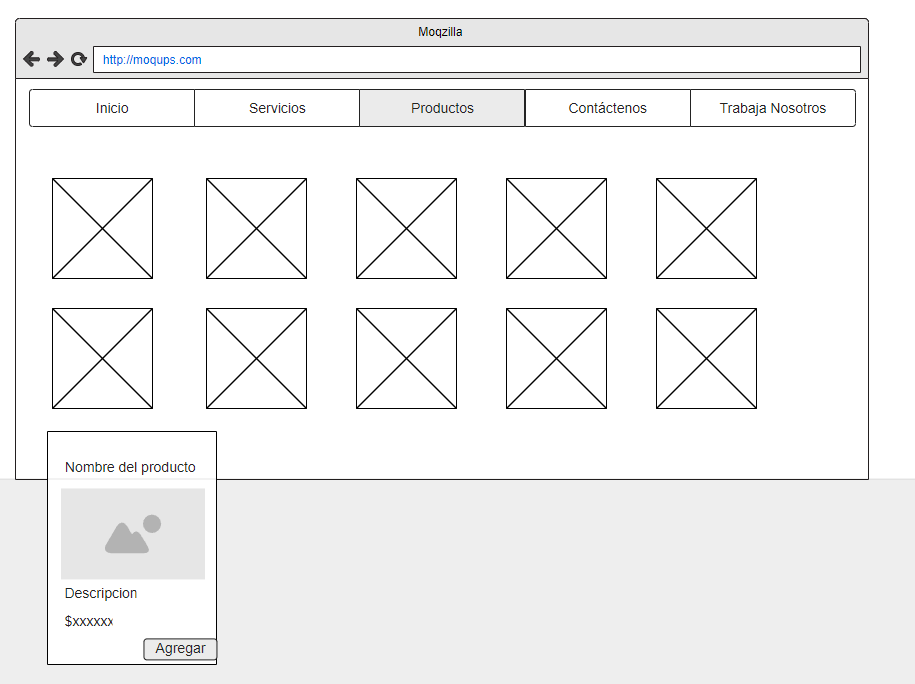 Moqzilla
http://moqups.com
Inicio Servicios Productos Contáctenos Trabaja Nosotros
Nombre del producto
Descripcion
$xxxxxx
Agregar